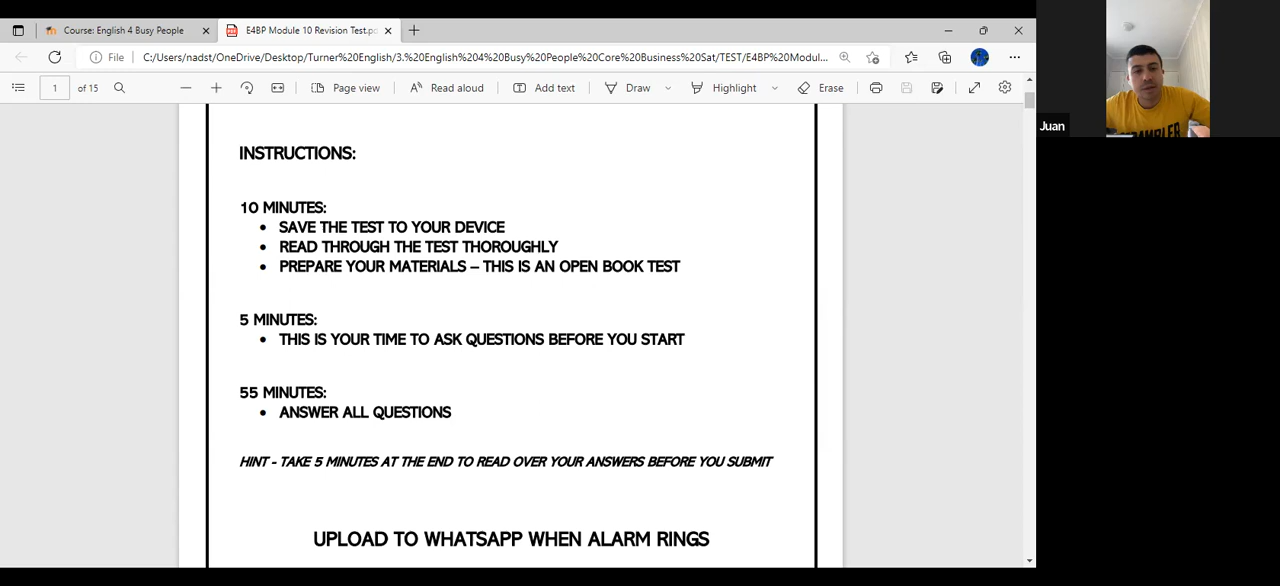 Course: English 4 Busy People
E4BP Module 10 Revision Test.pd
File
C:/Users/nadst/OneDrive/Desktop/Turner%20English/3.%20English%204%20Busy%20People%20Core%20Business%20Sat/TEST/E4BP%20Modul...
1 of 15
Page view
Read aloud
Add text
Draw
Highlight
Erase
INSTRUCTIONS:
10 MINUTES:
• SAVE THE TEST TO YOUR DEVICE
• READ THROUGH THE TEST THOROUGHLY
• PREPARE YOUR MATERIALS – THIS IS AN OPEN BOOK TEST
5 MINUTES:
• THIS IS YOUR TIME TO ASK QUESTIONS BEFORE YOU START
55 MINUTES:
• ANSWER ALL QUESTIONS
HINT - TAKE 5 MINUTES AT THE END TO READ OVER YOUR ANSWERS BEFORE YOU SUBMIT
UPLOAD TO WHATSAPP WHEN ALARM RINGS
Juan